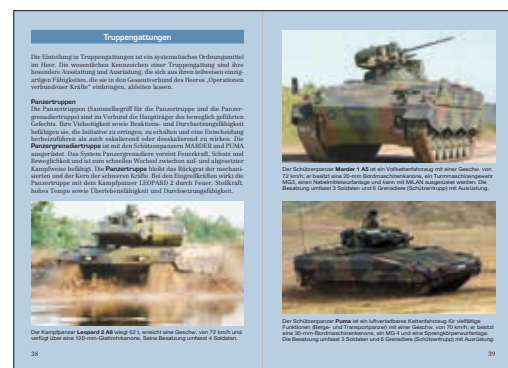 Truppengattungen
Die Einteilung in Truppengattungen ist ein systematisches Ordnungsmittel
im Heer. Die wesentlichen Kennzeichen einer Truppengattung sind ihre
besondere Ausstattung und Ausrüstung, die sich aus ihren teilweisen einzig-
artigen Fähigkeiten, die sie in den Gesamtverbund des Heeres „Operationen
verbundener Kräfte“ einbringen, ableiten lassen.
Panzertruppen
Die Panzertruppen (Sammelbegriff für die Panzertruppe und die Panzer-
grenadiertruppe) sind im Verbund die Hauptträger des beweglich geführten
Gefechts. Ihre Vielseitigkeit sowie Reaktions- und Durchsetzungsfähigkeit
befähigen sie, die Initiative zu erringen, zu erhalten und eine Entscheidung
herbeizuführen als auch eskalierend oder deeskalierend zu wirken. Die
Panzergrenadiertruppe ist mit den Schützenpanzern MARDER und PUMA
ausgerüstet. Das System Panzergrenadiere vereint Feuerkraft, Schutz und
Beweglichkeit und ist zum schnellen Wechsel zwischen auf- und abgesetzter
Kampfweise befähigt. Die Panzertruppe bleibt das Rückgrat der mechani-
sierten und der Kern der schweren Kräfte. Bei den Eingreifkräften wirkt die
Panzertruppe mit dem Kampfpanzer LEOPARD 2 durch Feuer, Stoßkraft,
hohes Tempo sowie Überlebensfähigkeit und Durchsetzungsfähigkeit.
Der Kampfpanzer Leopard 2 A6 wiegt 62 t, erreicht eine Geschw. von 72 km/h und
verfügt über eine 120-mm-Glattrohrkanone. Seine Besatzung umfasst 4 Soldaten.
38
Der Schützenpanzer Marder 1 A5 ist ein Vollkettenfahrzeug mit einer Geschw. von
72 km/h; er besitzt eine 20-mm-Bordmaschinenkanone, ein Turmmaschinengewehr
MG3, einen Nebelmittelwurfanlage und kann mit MILAN ausgerüstet werden. Die
Besatzung umfasst 3 Soldaten und 6 Grenadiere (Schützentrupp) mit Ausrüstung.
Der Schützenpanzer Puma ist ein luftverladbares Kettenfahrzeug für vielfältige
Funktionen (Berge- und Transportpanzer) mit einer Geschw. von 70 km/h; er besitzt
eine 30-mm-Bordmaschinenkanone, ein MG 4 und eine Sprengkörperwurfanlage.
Die Besatzung umfasst 3 Soldaten und 6 Grenadiere (Schützentrupp) mit Ausrüstung.
39